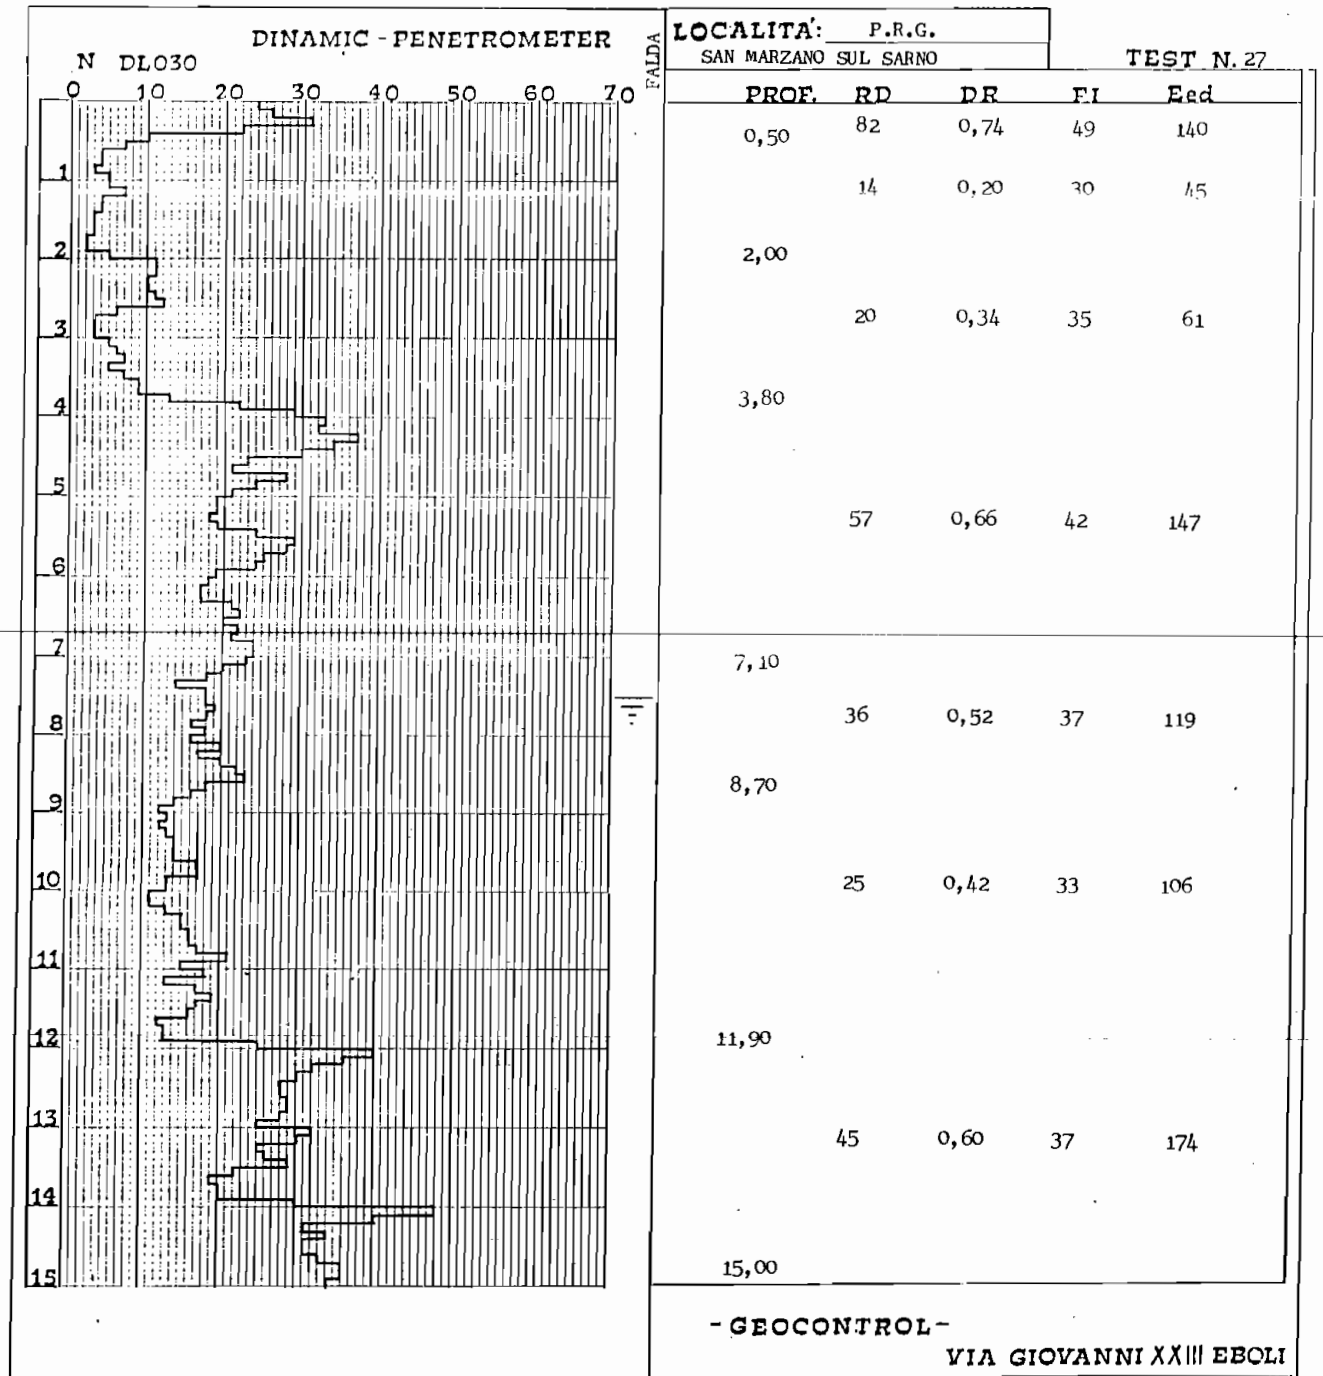 DINAMIC - PENETROMETER
N DL030
0 10 20 30 40 50 60 70
FALDA
1
2
3
4
5
6
7
8
9
10
11
12
13
14
15
LOCALITA': P.R.G.
SAN MARZANO SUL SARNO
TEST N. 27
PROF. RD DR FI Eed
0,50 82 0,74 49 140
14 0,20 30 45
2,00
20 0,34 35 61
3,80
57 0,66 42 147
7,10
36 0,52 37 119
8,70
25 0,42 33 106
11,90
45 0,60 37 174
15,00
- GEOCONTROL -
VIA GIOVANNI XXIII EBOLI